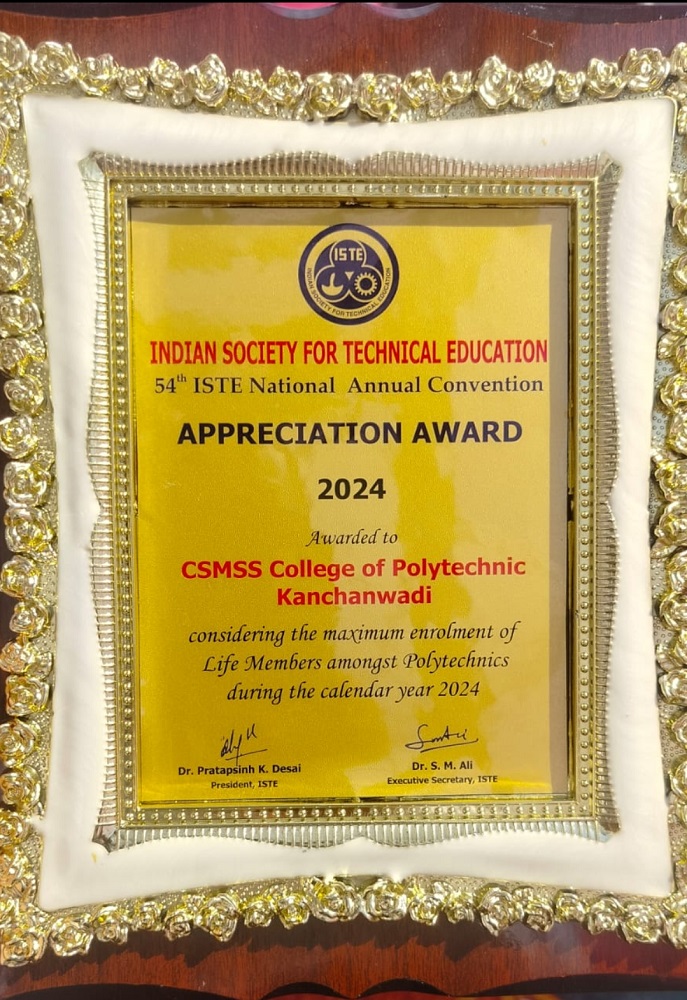 ISTE
INDIAN SOCIETY FOR TECHNICAL EDUCATION
INDIAN SOCIETY FOR TECHNICAL EDUCATION
54th ISTE National Annual Convention
APPRECIATION AWARD
2024
Awarded to
CSMSS College of Polytechnic
Kanchanwadi
considering the maximum enrolment of
Life Members amongst Polytechnics
during the calendar year 2024
Dr. Pratapsinh K. Desai
President, ISTE
Dr. S. M. Ali
Executive Secretary, ISTE